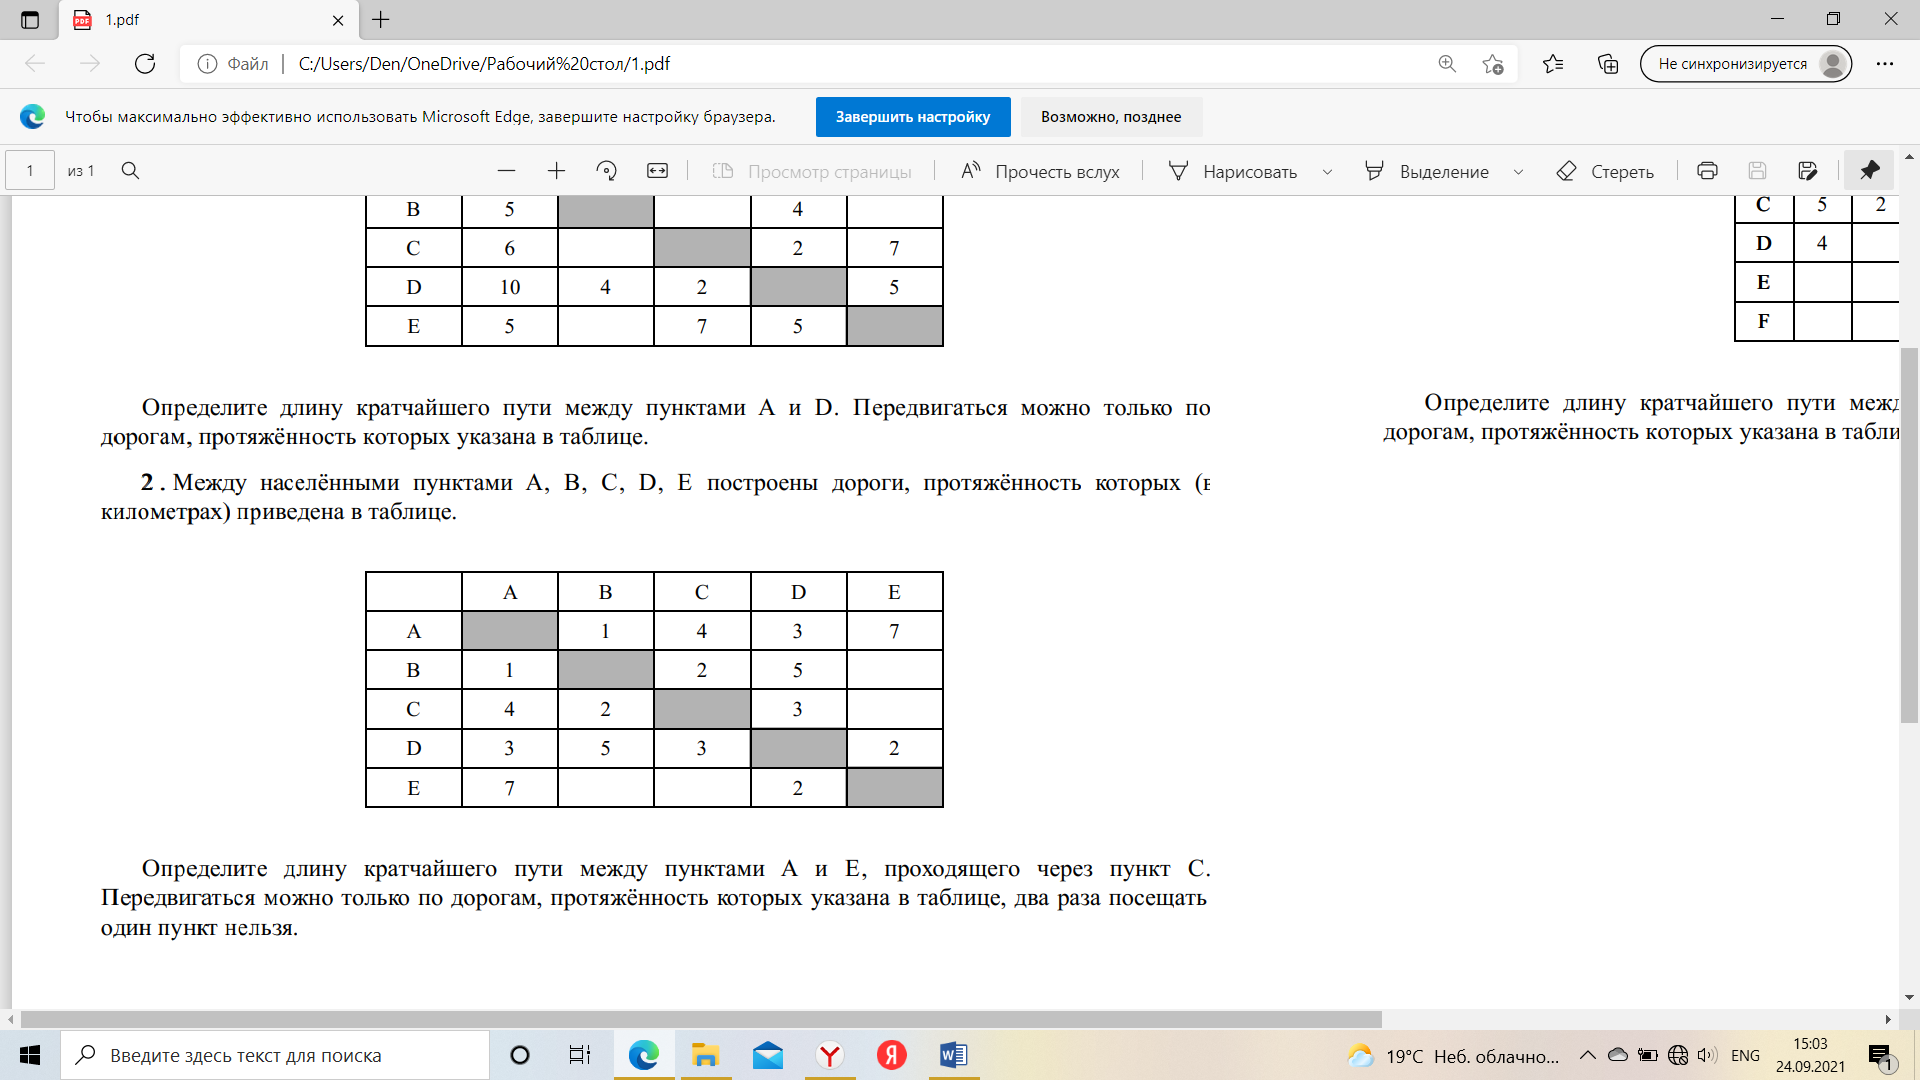 1.pdf
Файл
C:/Users/Den/OneDrive/Рабочий%20стол/1.pdf
Не синхронизируется
Чтобы максимально эффективно использовать Microsoft Edge, завершите настройку браузера.
Завершить настройку
Возможно, позднее
1 из 1
Просмотр страницы
Прочесть вслух
Нарисовать
Выделение
Стереть
B 5 4
C 6 2 7
D 10 4 2 5
E 5 7 5
Определите длину кратчайшего пути между пунктами A и D. Передвигаться можно только по
дорогам, протяжённость которых указана в таблице.
2 . Между населёнными пунктами A, B, C, D, E построены дороги, протяжённость которых (в
километрах) приведена в таблице.
A B C D E
A 1 4 3 7
B 1 2 5
C 4 2 3
D 3 5 3 2
E 7 2
Определите длину кратчайшего пути между пунктами A и E, проходящего через пункт C.
Передвигаться можно только по дорогам, протяжённость которых указана в таблице, два раза посещать
один пункт нельзя.
C 5 2
D 4
E
F
Определите длину кратчайшего пути
дорогам, протяжённость которых указана в
Введите здесь текст для поиска
19°C Неб. облачно...
ENG
15:03
24.09.2021
1